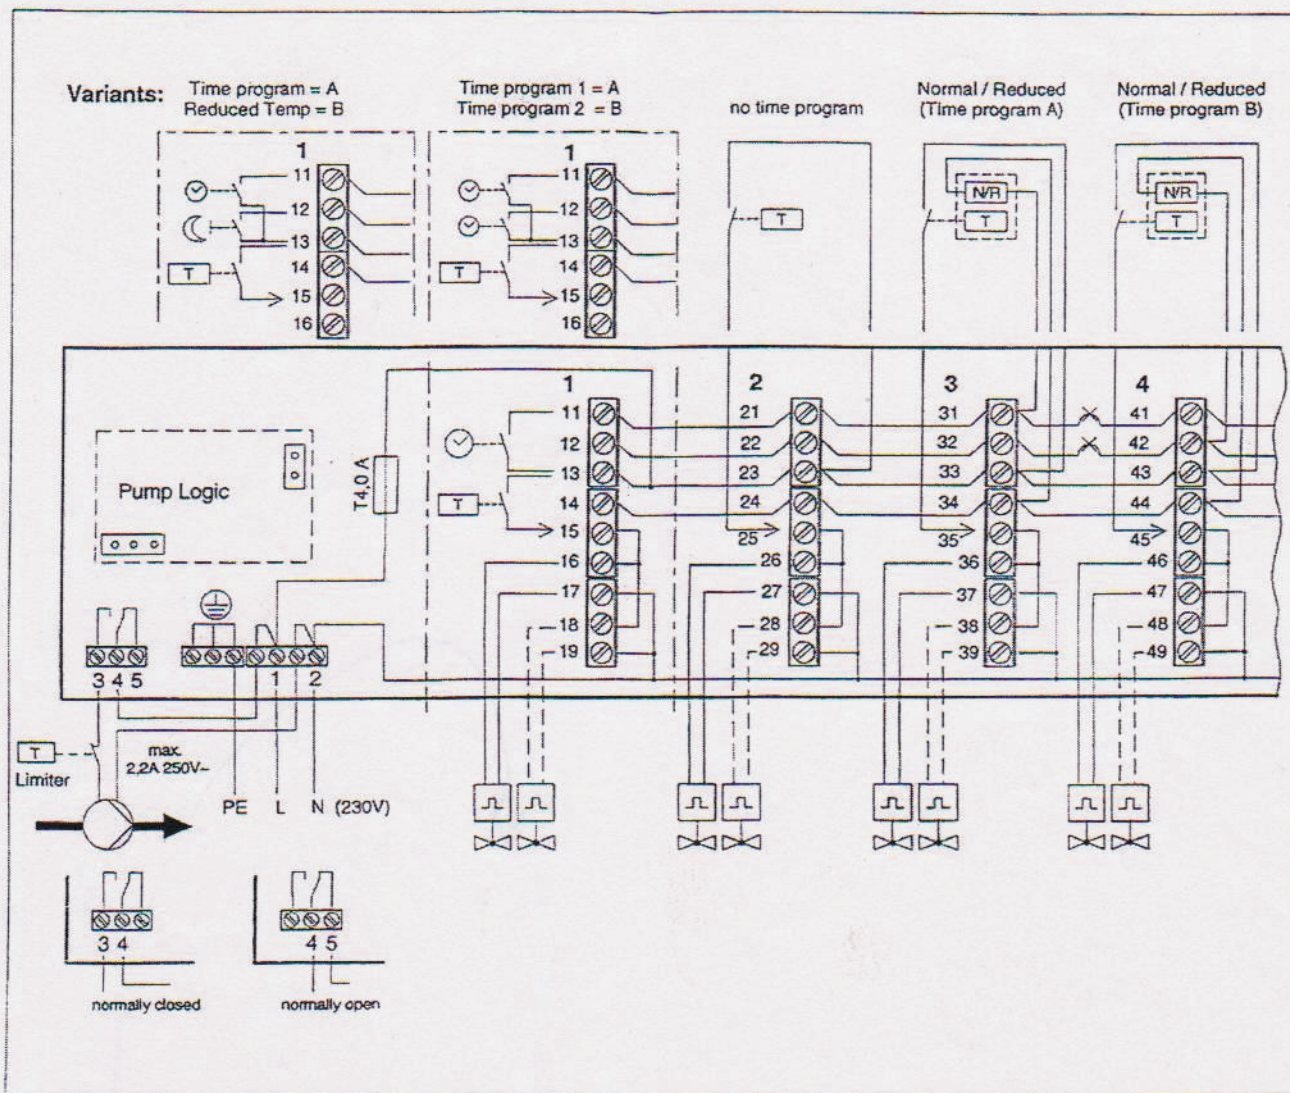 Variants:
Time program = A
Reduced Temp = B
Time program 1 = A
Time program 2 = B
no time program
Normal / Reduced
(Time program A)
Normal / Reduced
(Time program B)
1
11
12
13
T
14
15
16
1
11
12
13
T
14
15
16
T
N/R
T
N/R
T
1
2
3
4
11
12
13
T
14
15
16
17
18
19
21
22
23
24
25
26
27
28
29
31
32
33
34
35
36
37
38
39
41
42
43
44
45
46
47
48
49
Pump Logic
T4,0 A
3 4 5
1
2
T
Limiter
max.
2,2A 250V~
PE
L
N (230V)
3 4
normally closed
4 5
normally open